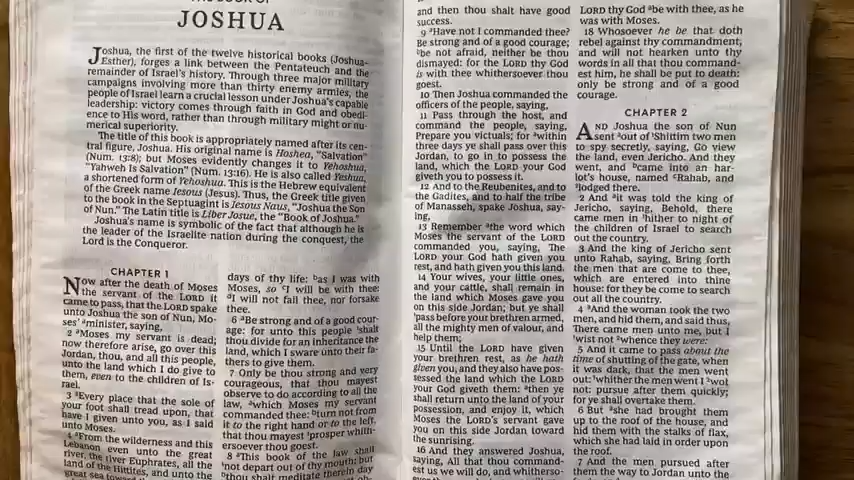 THE BOOK OF
JOSHUA
Joshua, the first of the twelve historical books (Joshua-
Esther), forges a link between the Pentateuch and the
remainder of Israel's history. Through three major military
campaigns involving more than thirty enemy armies, the
people of Israel learn a crucial lesson under Joshua's capable
leadership: victory comes through faith in God and obedi-
ence to His word, rather than through military might or nu-
merical superiority.
The title of this book is appropriately named after its cen-
tral figure, Joshua. His original name is Hoshea, "Salvation"
(Num. 13:8); but Moses evidently changes it to Yehoshua,
"Yahweh Is Salvation" (Num. 13:16). He is also called Yeshua,
a shortened form of Yehoshua. This is the Hebrew equivalent
of the Greek name Iesous (Jesus). Thus, the Greek title given
to the book in the Septuagint is Iesous Naus, "Joshua the Son
of Nun." The Latin title is Liber Josue, the "Book of Joshua."
Joshua's name is symbolic of the fact that although he is
the leader of the Israelite nation during the conquest, the
Lord is the Conqueror.
CHAPTER 1
Now after the death of Moses
the servant of the LORD it
came to pass, that the LORD spake
unto Joshua the son of Nun, Mo-
ses' aminister, saying,
2 aMoses my servant is dead;
now therefore arise, go over this
Jordan, thou, and all this people,
unto the land which I do give to
them, even to the children of Is-
rael.
3 aEvery place that the sole of
your foot shall tread upon, that
have I given unto you, as I said
unto Moses.
4 aFrom the wilderness and this
Lebanon even unto the great
river, the river Euphrates, all the
land of the Hittites, and unto the
great sea toward
days of thy life: bas I was with
Moses, so cI will be with thee:
dI will not fail thee, nor forsake
thee.
6 aBe strong and of a good cour-
age: for unto this people bshalt
thou divide for an inheritance the
land, which I sware unto their fa-
thers to give them.
7 Only be thou strong and very
courageous, that thou mayest
observe to do according to all the
law, awhich Moses my servant
commanded thee: bturn not from
it to the right hand or to the left,
that thou mayest cprosper whith-
ersoever thou goest.
8 aThis book of the law shall
bnot depart out of thy mouth; but
cthou shalt meditate therein day
and then thou shalt have good
success.
9 aHave not I commanded thee?
Be strong and of a good courage;
bbe not afraid, neither be thou
dismayed: for the LORD thy God
is with thee whithersoever thou
goest.
10 Then Joshua commanded the
officers of the people, saying,
11 Pass through the host, and
command the people, saying,
Prepare you victuals; for awithin
three days ye shall pass over this
Jordan, to go in to possess the
land, which the LORD your God
giveth you to possess it.
12 And to the Reubenites, and to
the Gadites, and to half the tribe
of Manasseh, spake Joshua, say-
ing,
13 Remember athe word which
Moses the servant of the LORD
commanded you, saying, The
LORD your God hath given you
rest, and hath given you this land.
14 Your wives, your little ones,
and your cattle, shall remain in
the land which Moses gave you
on this side Jordan; but ye shall
apass before your brethren armed,
all the mighty men of valour, and
help them;
15 Until the LORD have given
your brethren rest, as he hath
given you, and they also have pos-
sessed the land which the LORD
your God giveth them: athen ye
shall return unto the land of your
possession, and enjoy it, which
Moses the LORD's servant gave
you on this side Jordan toward
the sunrising.
16 And they answered Joshua,
saying, All that thou command-
est us we will do, and whitherso-
LORD thy God abe with thee, as he
was with Moses.
18 Whosoever he be that doth
rebel against thy commandment,
and will not hearken unto thy
words in all that thou command-
est him, he shall be put to death:
only be strong and of a good
courage.
CHAPTER 2
AND Joshua the son of Nun
sent aout of bShittim two men
to spy secretly, saying, Go view
the land, even Jericho. And they
went, and bcame into an har-
lot's house, named cRahab, and
dlodged there.
2 And ait was told the king of
Jericho, saying, Behold, there
came men in hither to night of
the children of Israel to search
out the country.
3 And the king of Jericho sent
unto Rahab, saying, Bring forth
the men that are come to thee,
which are entered into thine
house: for they be come to search
out all the country.
4 aAnd the woman took the two
men, and hid them, and said thus,
There came men unto me, but I
wist not whence they were:
5 And it came to pass about the
time of shutting of the gate, when
it was dark, that the men went
out: whither the men went I wot
not: pursue after them quickly;
for ye shall overtake them.
6 But ashe had brought them
up to the roof of the house, and
hid them with the stalks of flax,
which she had laid in order upon
the roof.
7 And the men pursued after
them the way to Jordan unto the